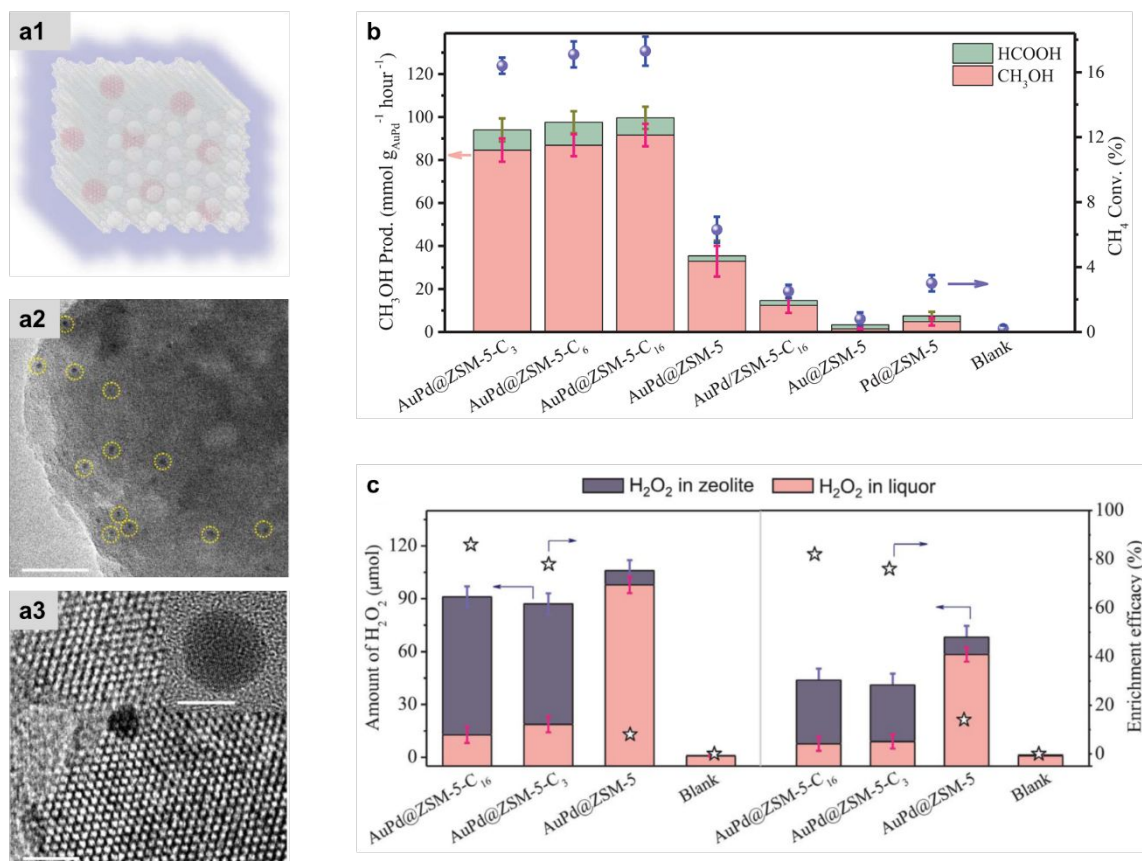 a1
a2
a3
b
HCOOH
CH₃OH
CH₃OH Prod. (mmol g_AuPd⁻¹ hour⁻¹)
120
100
80
60
40
20
0
CH₄ Conv. (%)
16
12
8
4
0
AuPd@ZSM-5-C₃
AuPd@ZSM-5-C₆
AuPd@ZSM-5-C₁₆
AuPd@ZSM-5
AuPd/ZSM-5-C₁₆
Au@ZSM-5
Pd@ZSM-5
Blank
c
H₂O₂ in zeolite
H₂O₂ in liquor
Amount of H₂O₂ (μmol)
120
90
60
30
0
Enrichment efficacy (%)
100
80
60
40
20
0
AuPd@ZSM-5-C₁₆
AuPd@ZSM-5-C₃
AuPd@ZSM-5
Blank
AuPd@ZSM-5-C₁₆
AuPd@ZSM-5-C₃
AuPd@ZSM-5
Blank